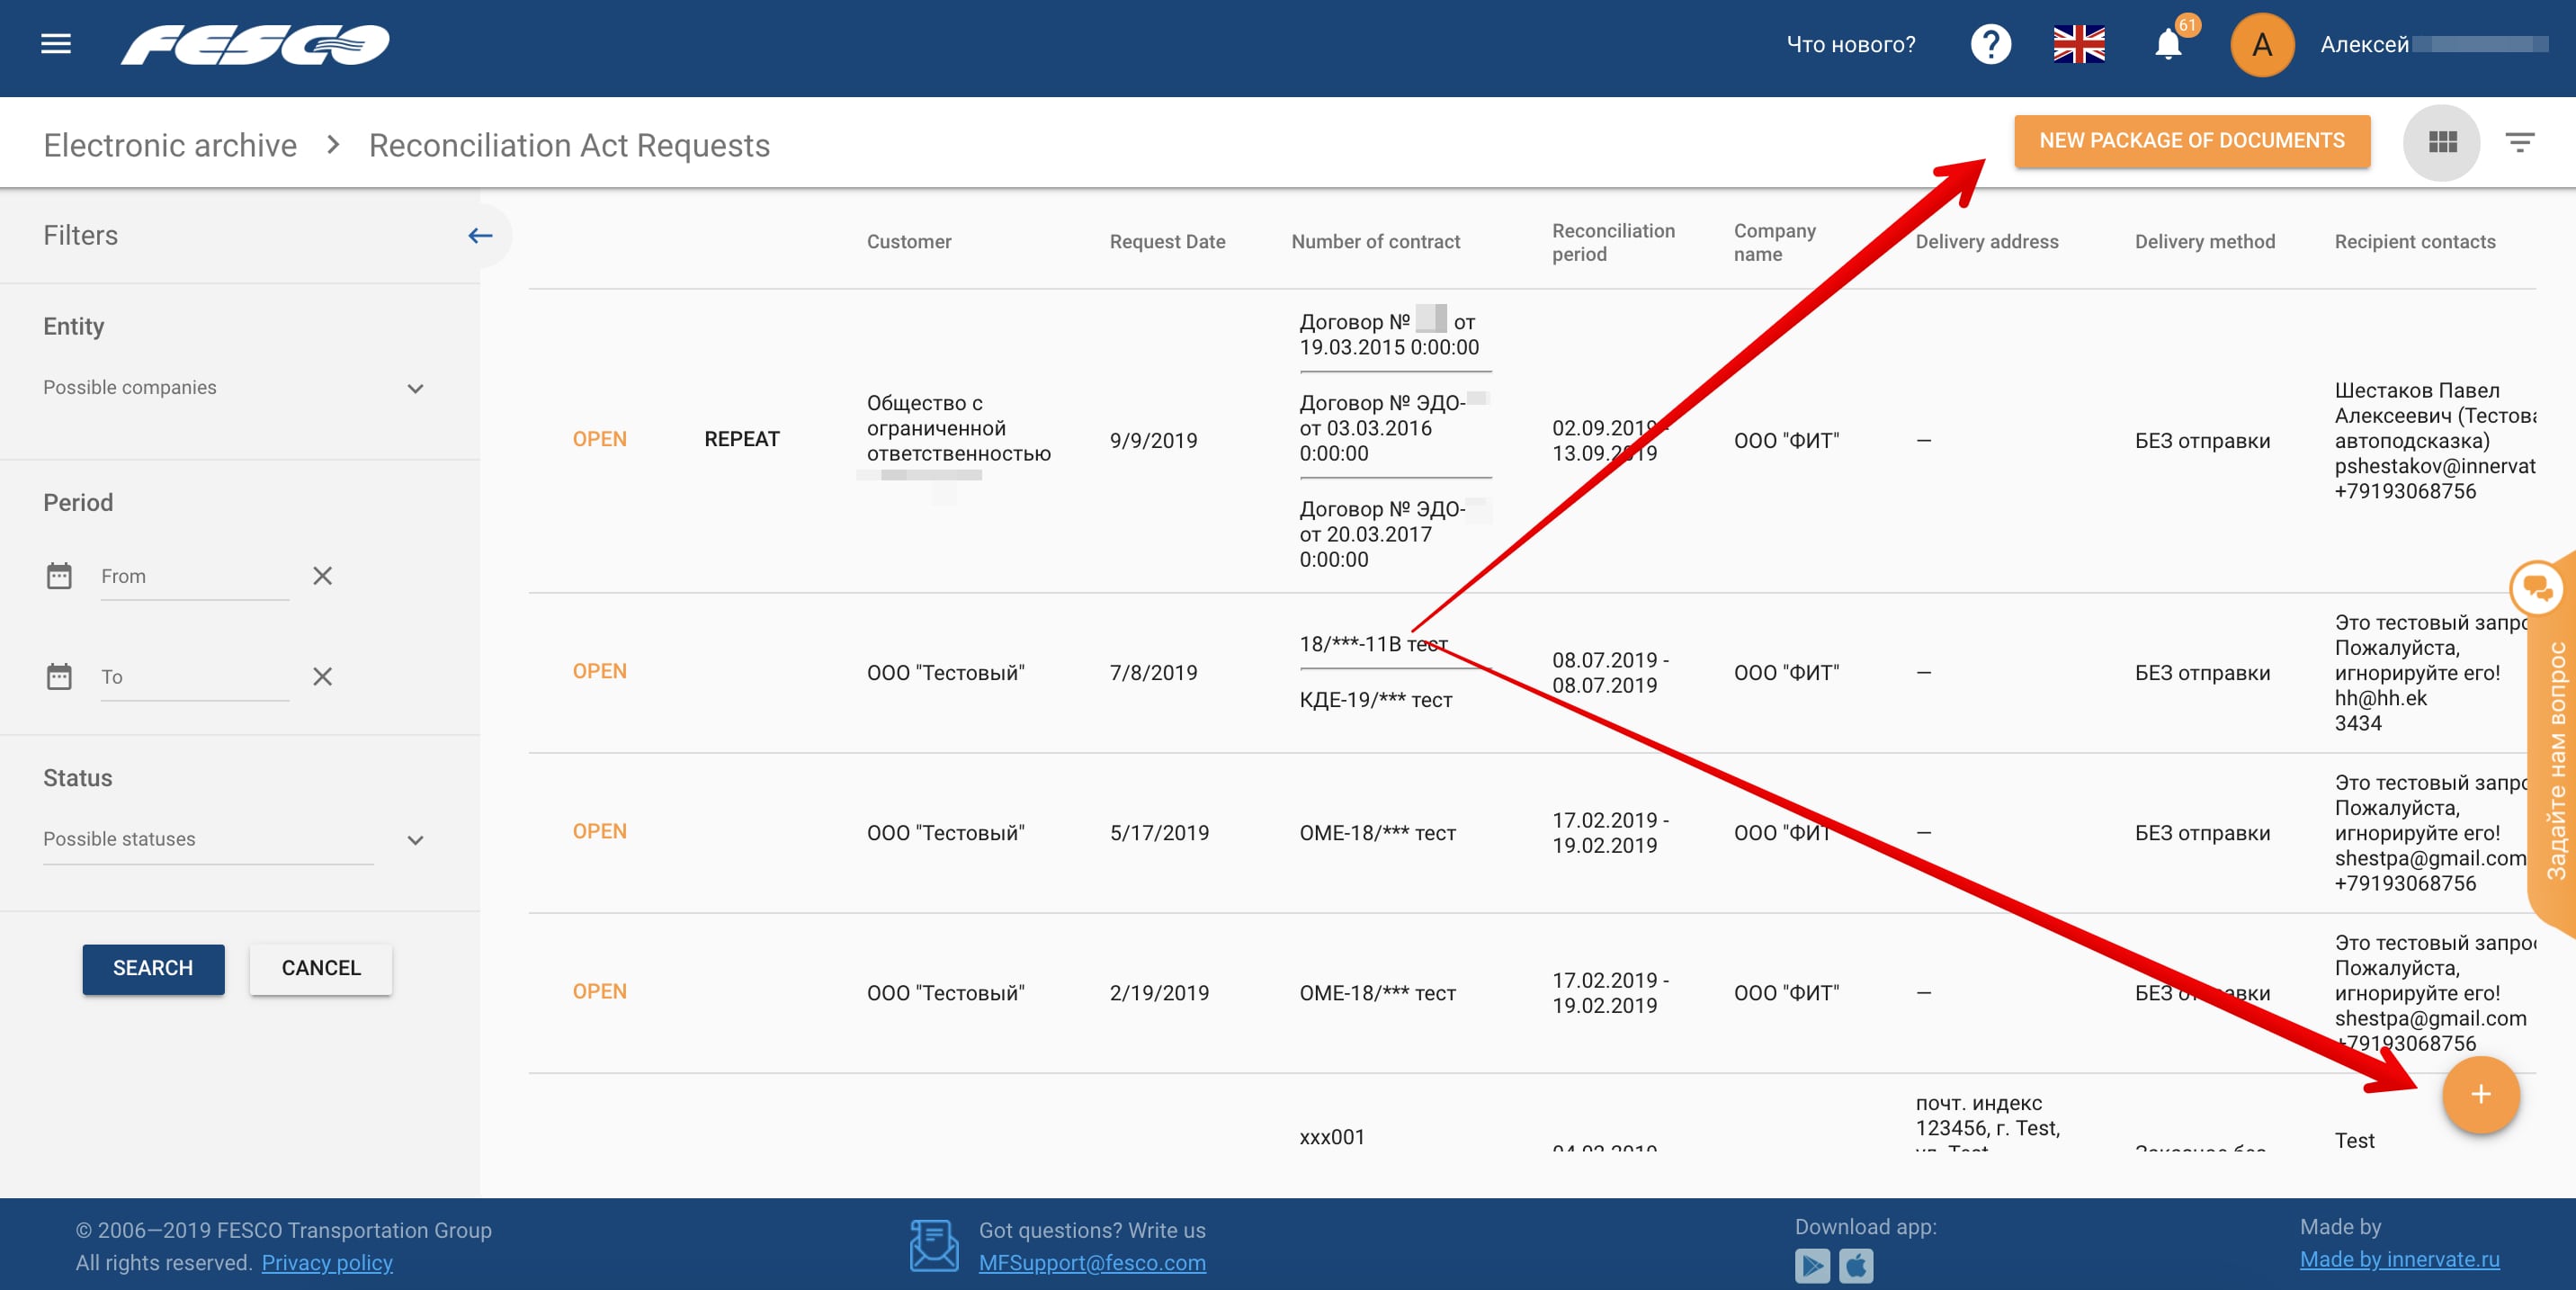 FESCO
Что нового?
61
A
Алексей
Electronic archive > Reconciliation Act Requests
NEW PACKAGE OF DOCUMENTS
Filters
Entity
Possible companies
Period
From
To
Status
Possible statuses
SEARCH
CANCEL
Customer
Request Date
Number of contract
Reconciliation
period
Company
name
Delivery address
Delivery method
Recipient contacts
OPEN
REPEAT
Общество с
ограниченной
ответственностью
9/9/2019
Договор № от
19.03.2015 0:00:00
Договор № ЭДО-
от 03.03.2016
0:00:00
Договор № ЭДО-
от 20.03.2017
0:00:00
02.09.2019 -
13.09.2019
ООО "ФИТ"
—
БЕЗ отправки
Шестаков Павел
Алексеевич (Тестова
автоподсказка)
pshestakov@innervat
+79193068756
OPEN
ООО "Тестовый"
7/8/2019
18/***-11В тест
КДЕ-19/*** тест
08.07.2019 -
08.07.2019
ООО "ФИТ"
—
БЕЗ отправки
Это тестовый запро
Пожалуйста,
игнорируйте его!
hh@hh.ek
3434
OPEN
ООО "Тестовый"
5/17/2019
ОМЕ-18/*** тест
17.02.2019 -
19.02.2019
ООО "ФИТ"
—
БЕЗ отправки
Это тестовый запро
Пожалуйста,
игнорируйте его!
shestpa@gmail.com
+79193068756
OPEN
ООО "Тестовый"
2/19/2019
ОМЕ-18/*** тест
17.02.2019 -
19.02.2019
ООО "ФИТ"
—
БЕЗ отправки
Это тестовый запрос
Пожалуйста,
игнорируйте его!
shestpa@gmail.com
+79193068756
xxx001
почт. индекс
123456, г. Test,
ул. Test
Test
Задайте нам вопрос
© 2006—2019 FESCO Transportation Group
All rights reserved. Privacy policy
Got questions? Write us
MFSupport@fesco.com
Download app:
Made by
Made by innervate.ru